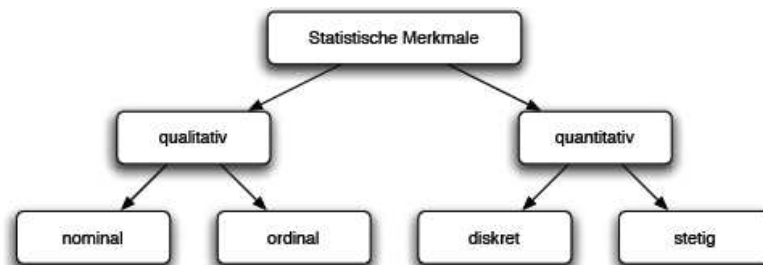 Statistische Merkmale
qualitativ
quantitativ
nominal
ordinal
diskret
stetig